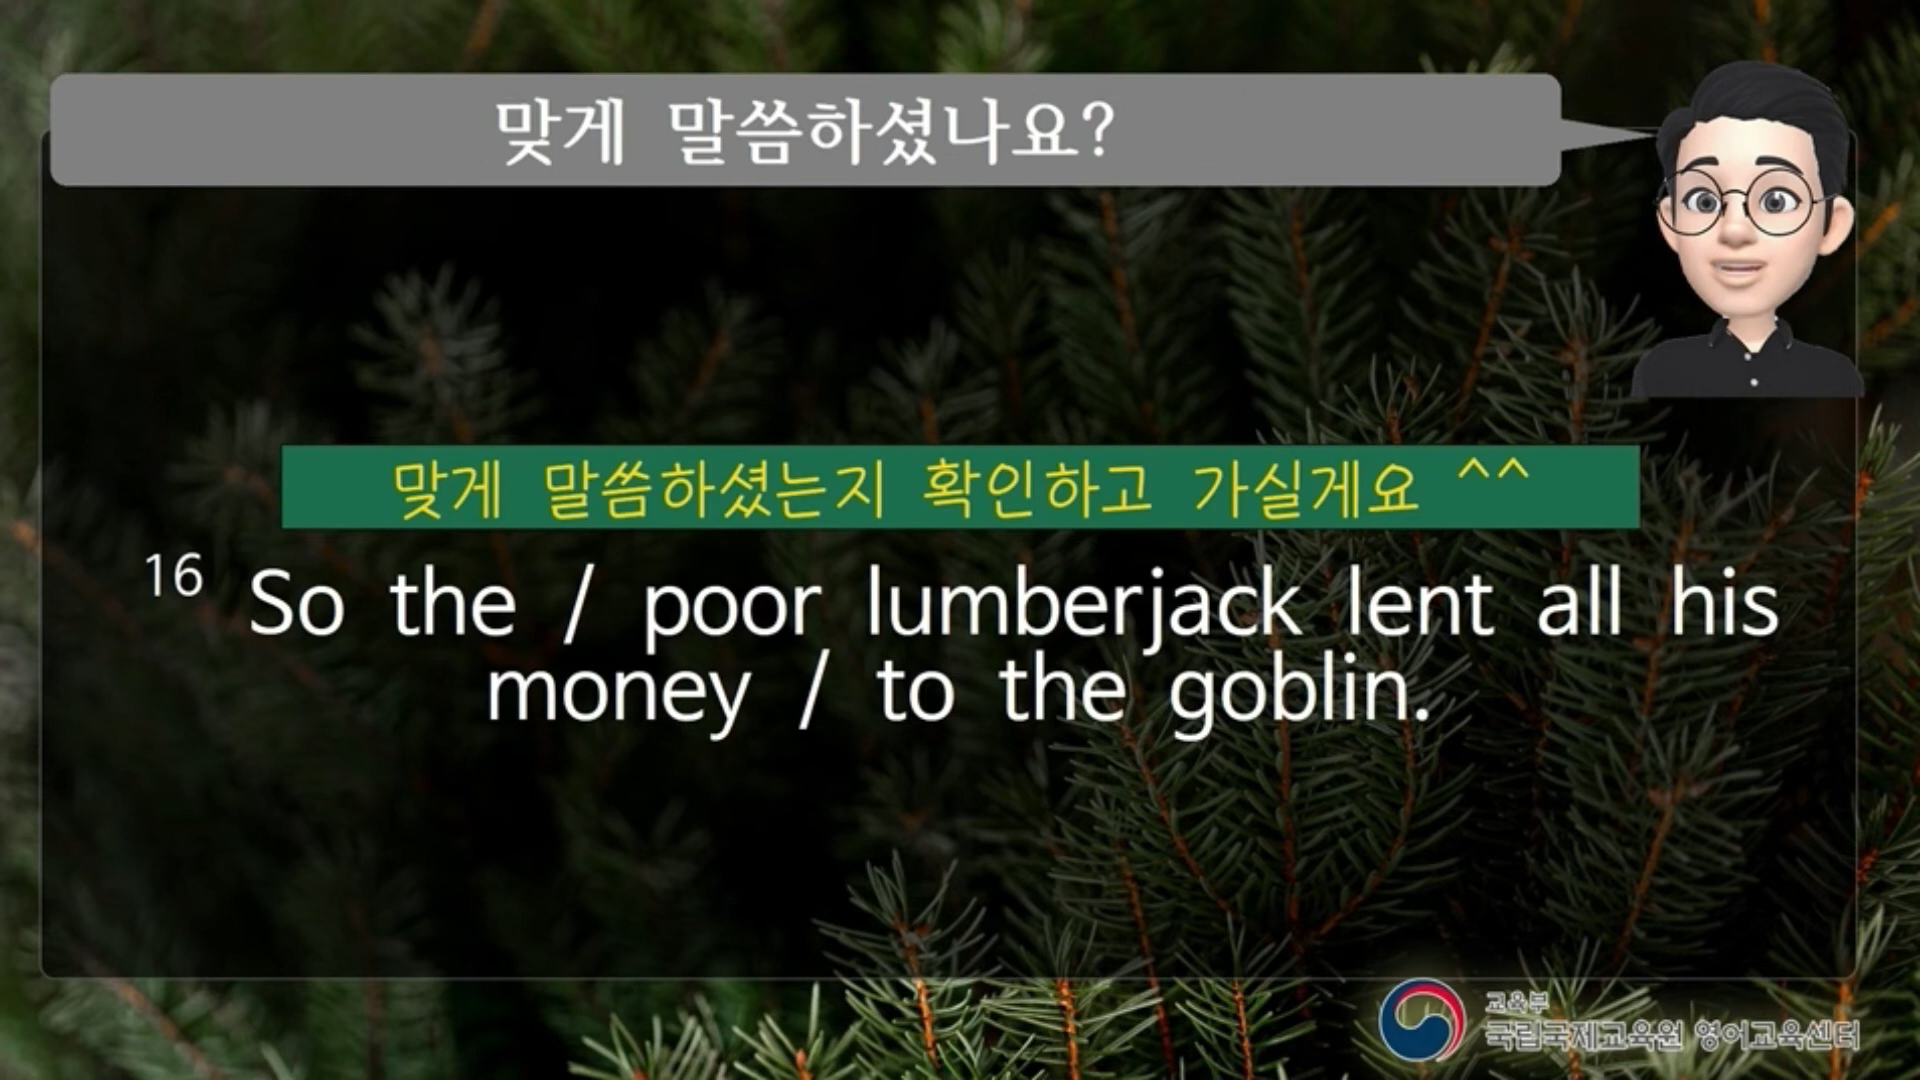 맞게 말씀하셨나요?
맞게 말씀하셨는지 확인하고 가실게요 ^^
16 So the / poor lumberjack lent all his
money / to the goblin.
교육부
국립국제교육원 영어교육센터